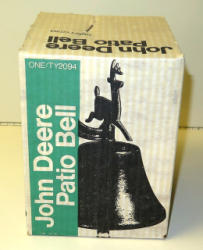 John Deere
Patio Bell
ONE/TY2094
John Deere
Patio Bell